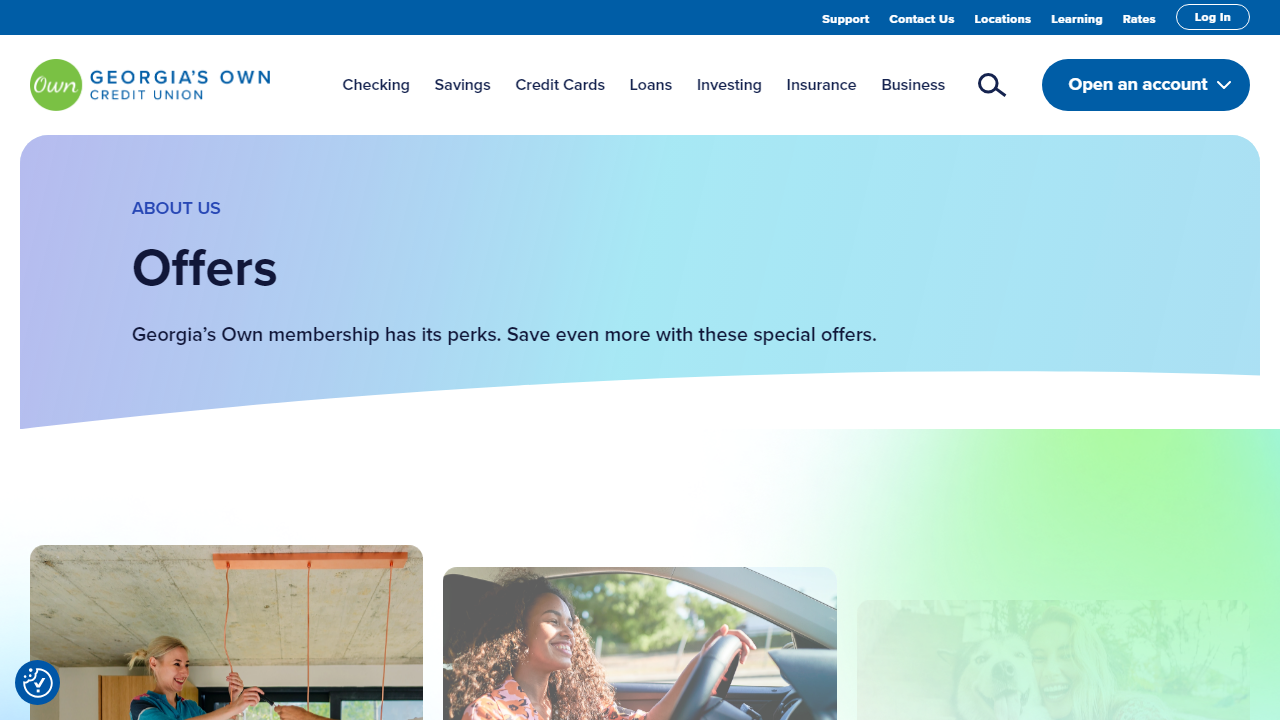 Support Contact Us Locations Learning Rates Log In
Own GEORGIA'S OWN
CREDIT UNION
Checking Savings Credit Cards Loans Investing Insurance Business Open an account
ABOUT US
Offers
Georgia’s Own membership has its perks. Save even more with these special offers.